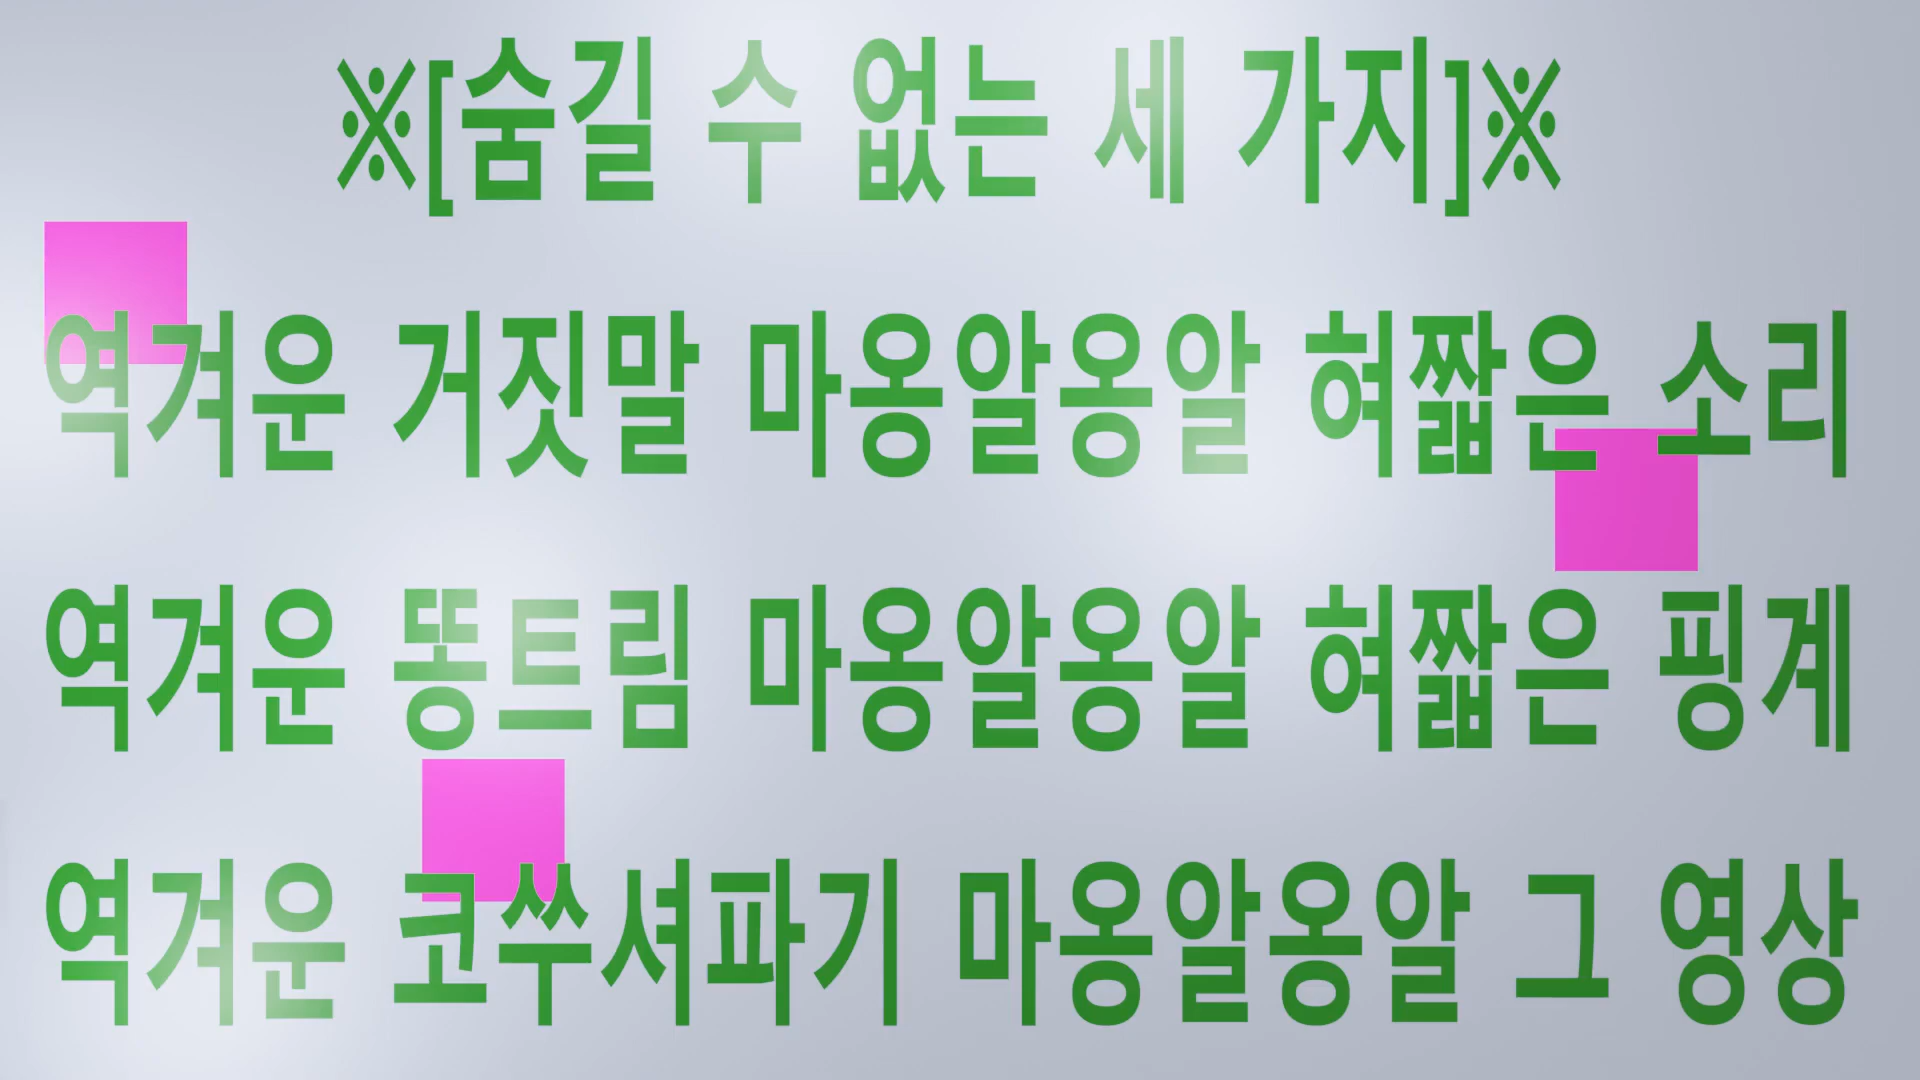 ※[숨길 수 없는 세 가지]※
역겨운 거짓말 마옹알옹알 혀짧은 소리
역겨운 똥트림 마옹알옹알 혀짧은 핑계
역겨운 코쑤셔파기 마옹알옹알 그 영상